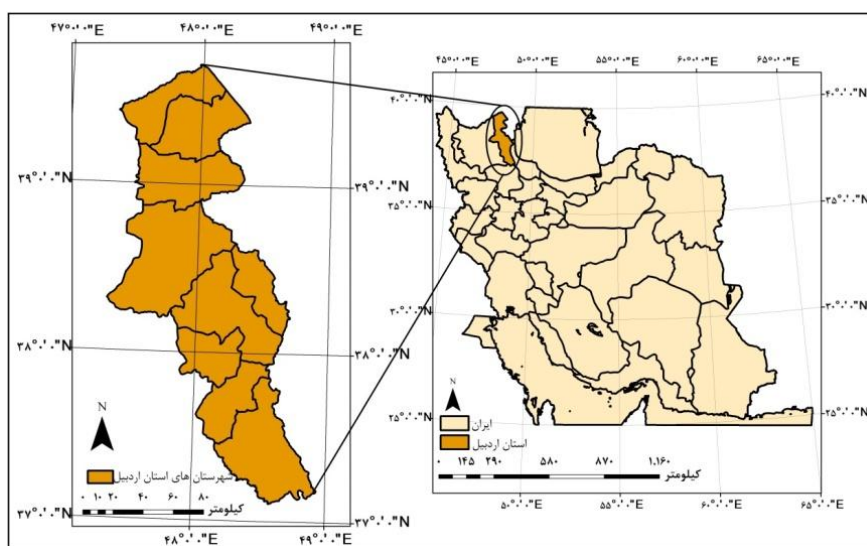 ۴۷°۰'۰"E ۴۸°۰'۰"E ۴۹°۰'۰"E
۳۹°۰'۰"N ۳۹°۰'۰"N
۳۸°۰'۰"N ۳۸°۰'۰"N
۳۷°۰'۰"N ۳۷°۰'۰"N
۴۸°۰'۰"E ۴۹°۰'۰"E
N
شهرستان های استان اردبیل
۰ ۱۰ ۲۰ ۴۰ ۶۰ ۸۰
کیلومتر
۴۵°۰'۰"E ۵۰°۰'۰"E ۵۵°۰'۰"E ۶۰°۰'۰"E ۶۵°۰'۰"E
۴۰°۰'۰"N ۴۰°۰'۰"N
۳۵°۰'۰"N ۳۵°۰'۰"N
۳۰°۰'۰"N ۳۰°۰'۰"N
۲۵°۰'۰"N ۲۵°۰'۰"N
N
ایران
استان اردبیل
۰ ۱۴۵ ۲۹۰ ۵۸۰ ۸۷۰ ۱,۱۶۰
کیلومتر
۵۰°۰'۰"E ۵۵°۰'۰"E ۶۰°۰'۰"E ۶۵°۰'۰"E